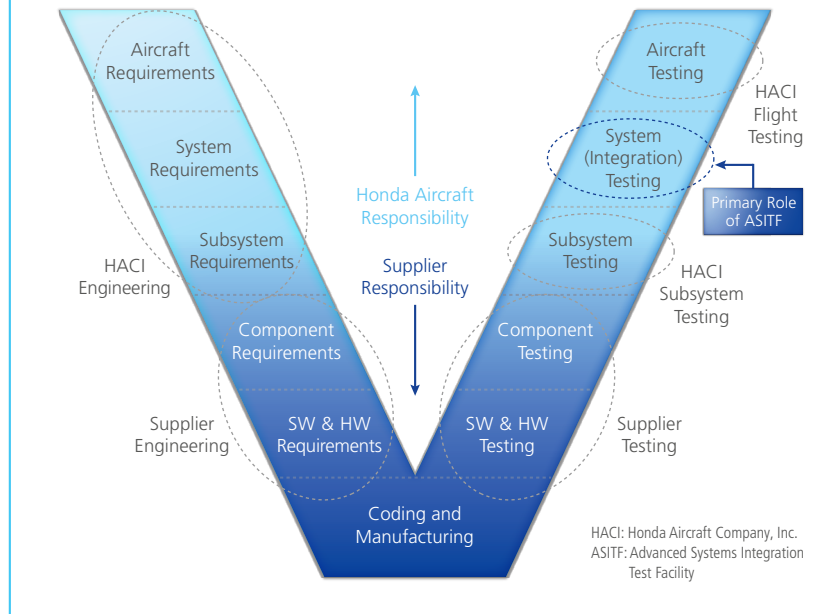 Aircraft
Requirements
System
Requirements
Subsystem
Requirements
HACI
Engineering
Component
Requirements
Supplier
Engineering
SW & HW
Requirements
Coding and
Manufacturing
Honda Aircraft
Responsibility
Supplier
Responsibility
Aircraft
Testing
HACI
Flight
Testing
System
(Integration)
Testing
Primary Role
of ASITF
Subsystem
Testing
HACI
Subsystem
Testing
Component
Testing
SW & HW
Testing
Supplier
Testing
HACI: Honda Aircraft Company, Inc.
ASITF: Advanced Systems Integration
Test Facility